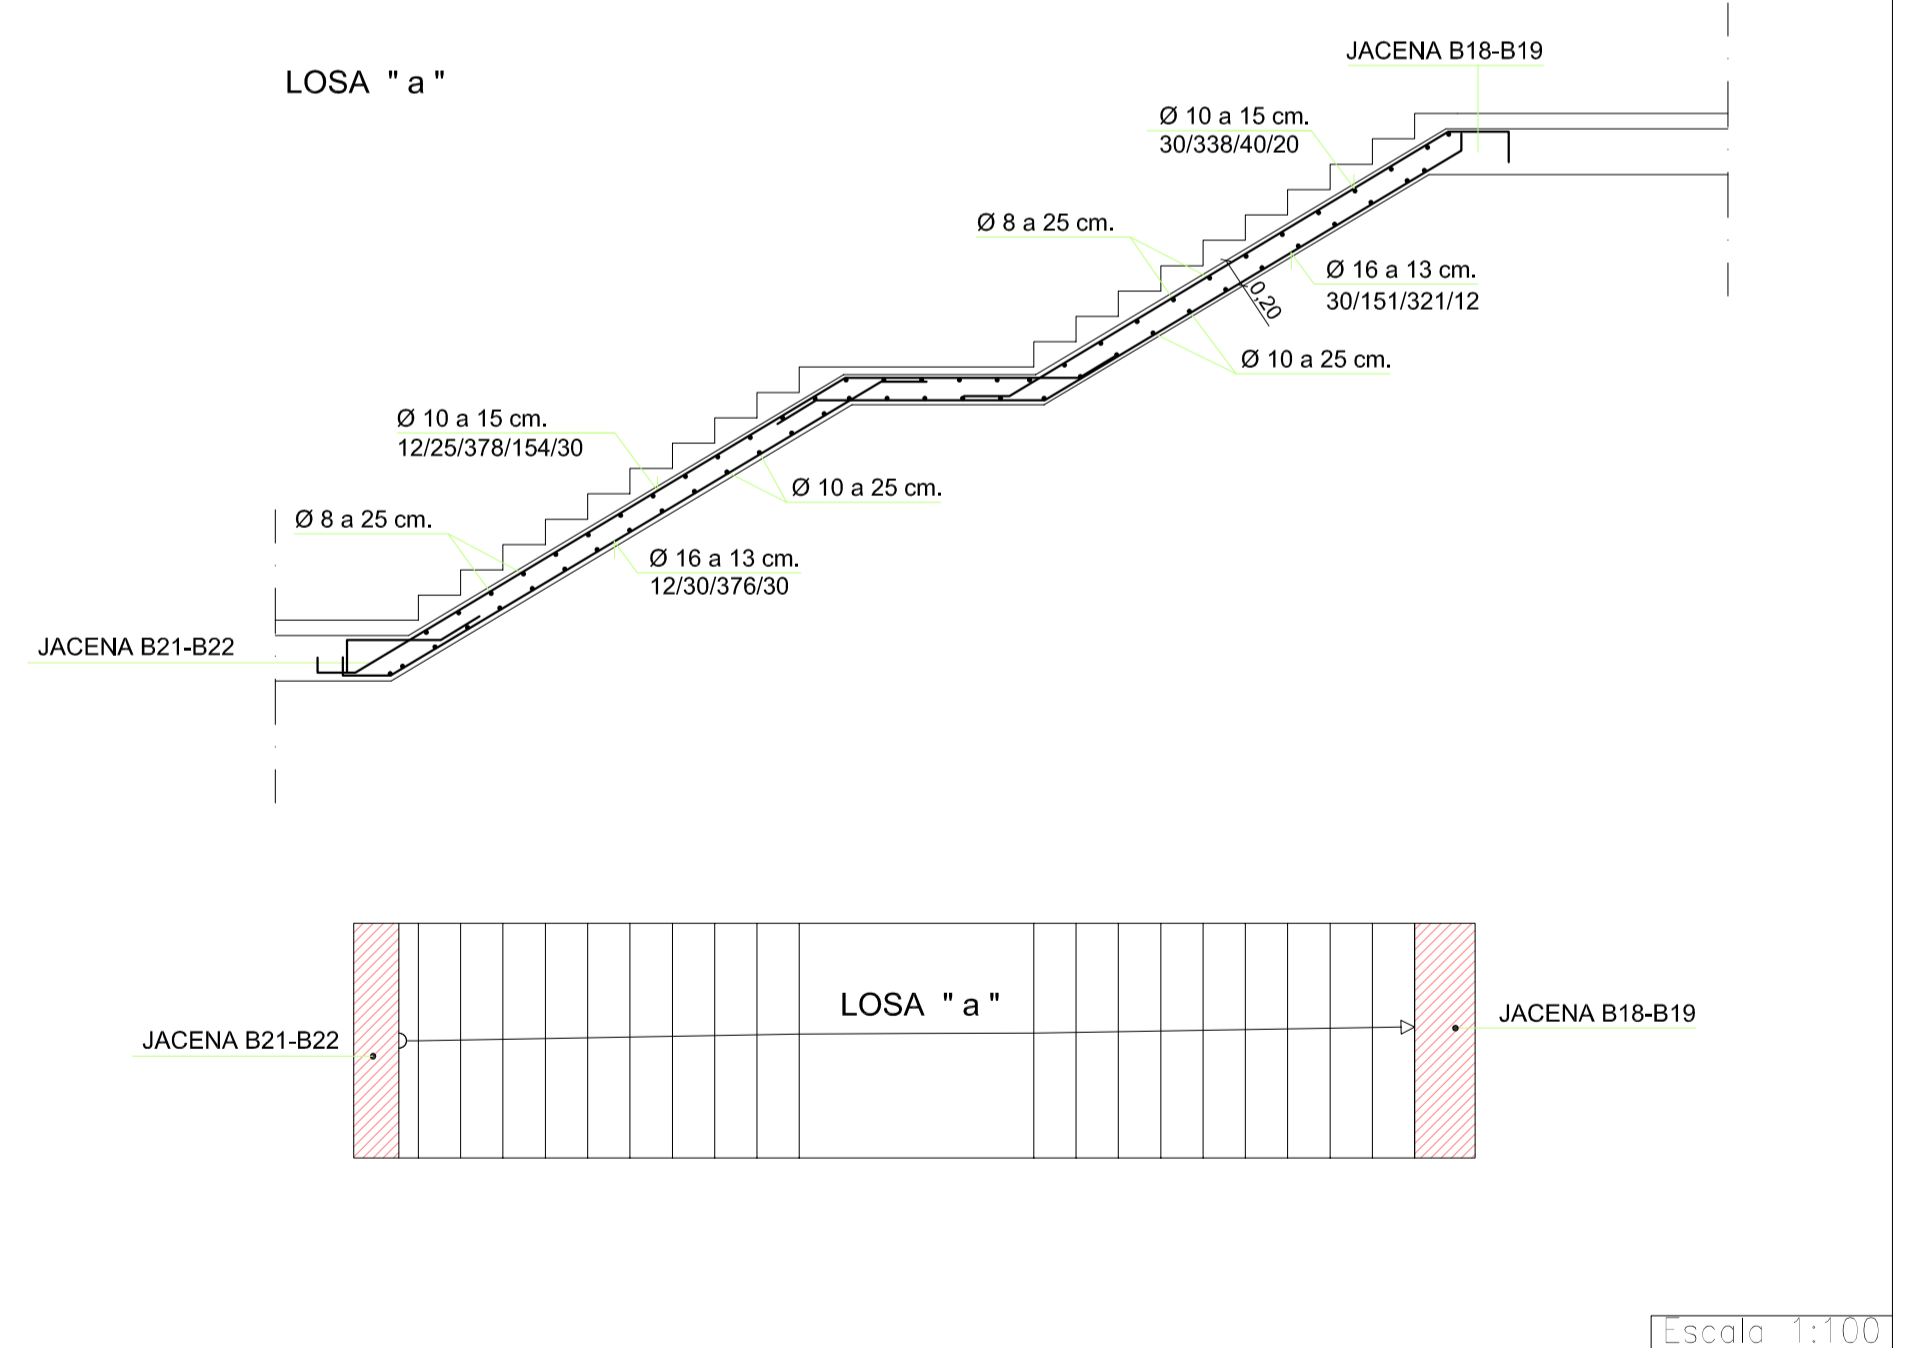 JACENA B18-B19
LOSA " a "
Ø 10 a 15 cm.
30/338/40/20
Ø 8 a 25 cm.
Ø 16 a 13 cm.
30/151/321/12
0,20
Ø 10 a 25 cm.
Ø 10 a 15 cm.
12/25/378/154/30
Ø 10 a 25 cm.
Ø 8 a 25 cm.
Ø 16 a 13 cm.
12/30/376/30
JACENA B21-B22
LOSA " a "
JACENA B18-B19
JACENA B21-B22
Escala 1:100